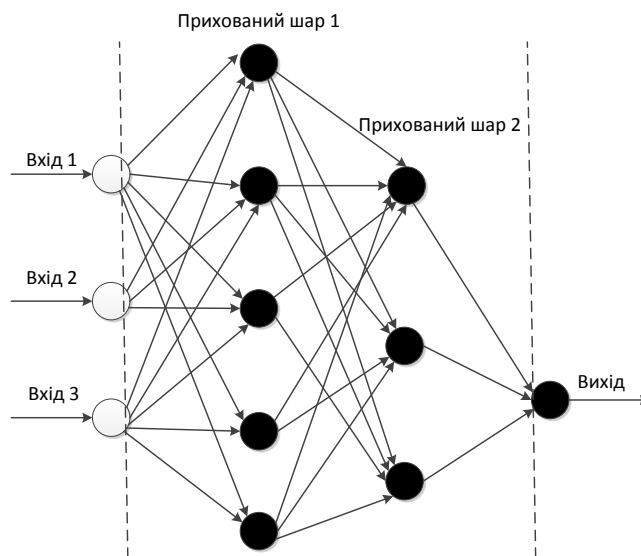 Прихований шар 1
Прихований шар 2
Вхід 1
Вхід 2
Вхід 3
Вихід